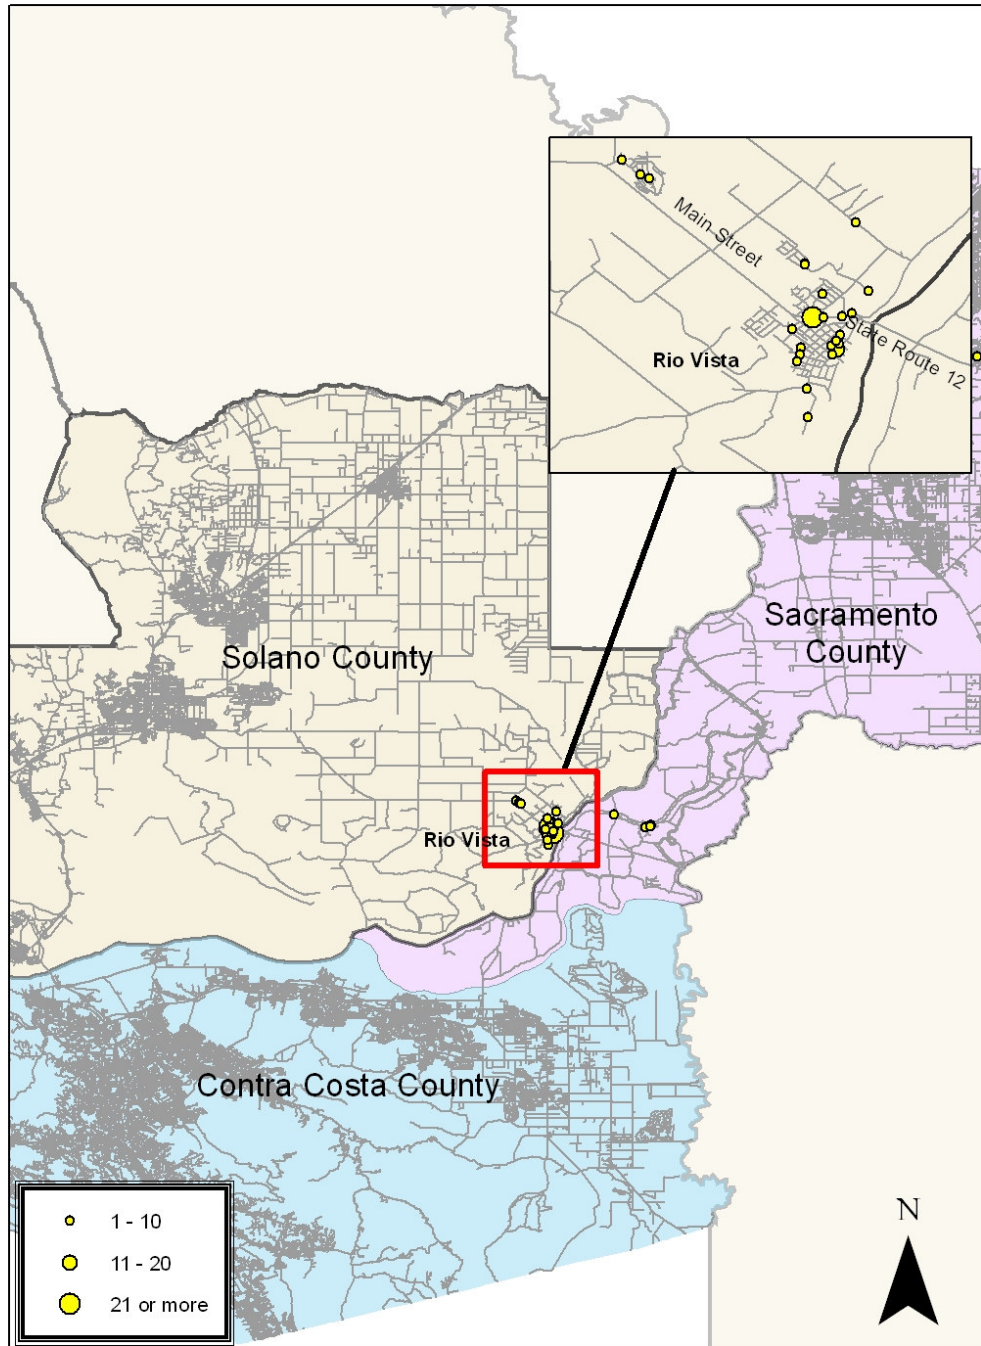 Main Street
State Route 12
Rio Vista
Sacramento
County
Solano County
Rio Vista
Contra Costa County
1 - 10
11 - 20
21 or more
N